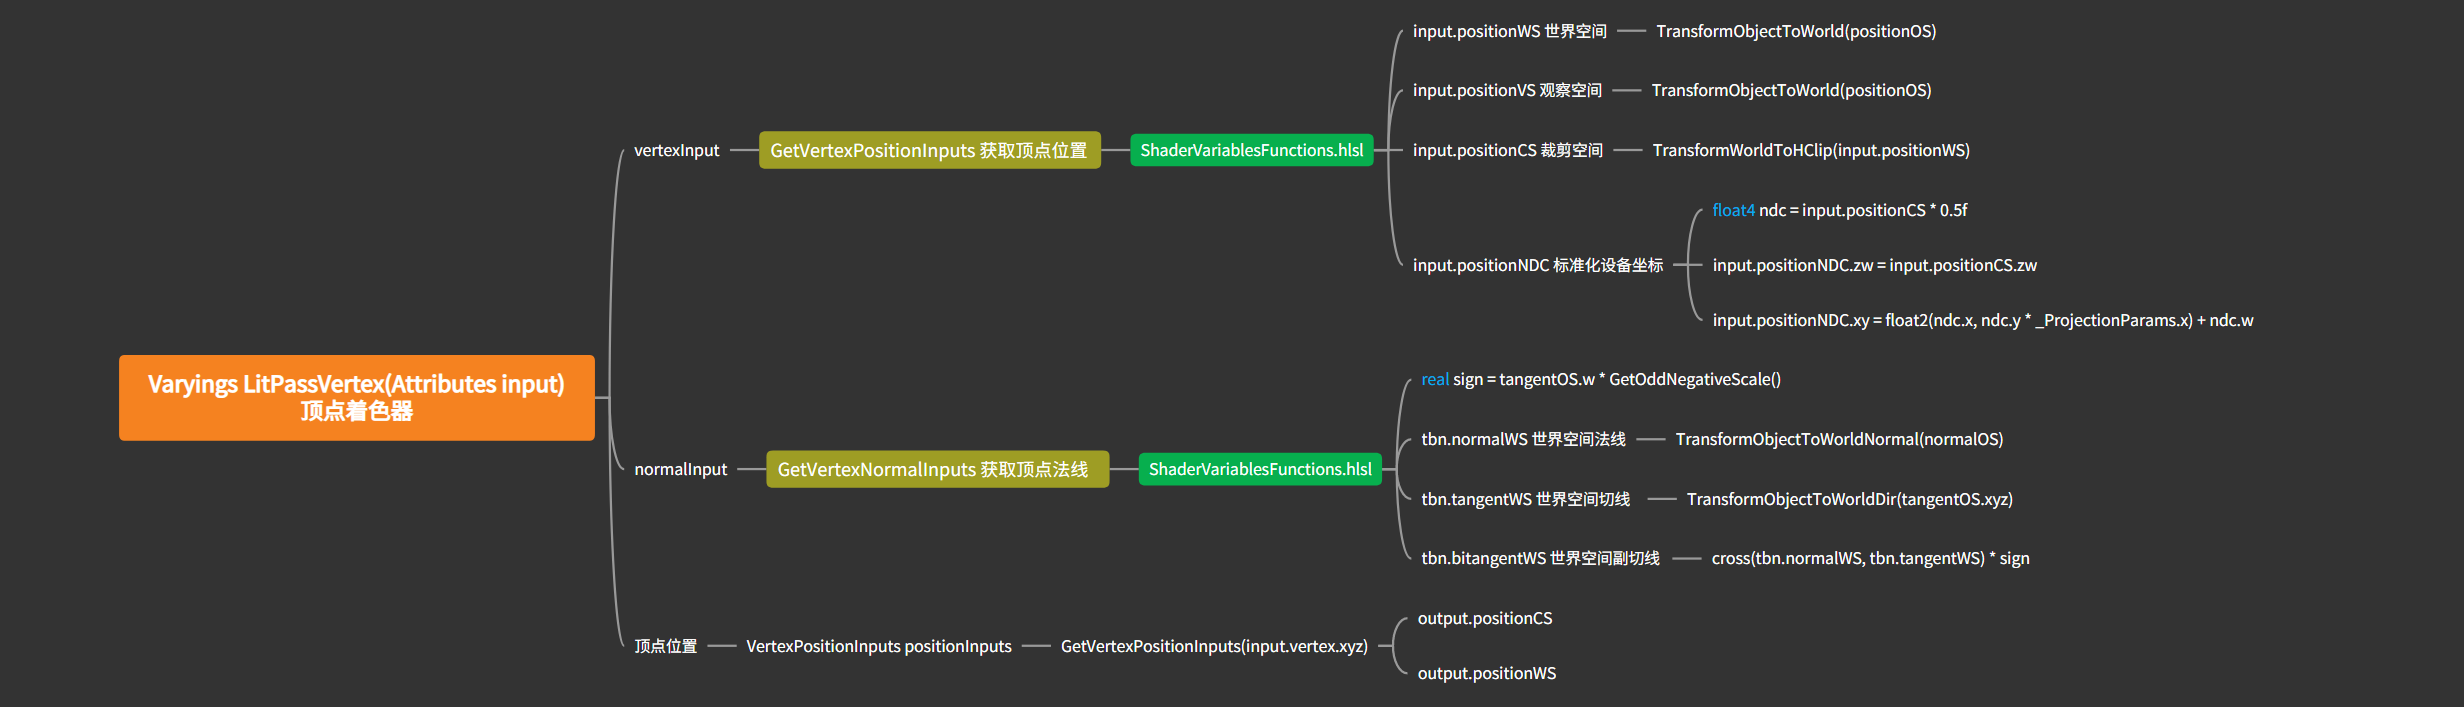 Varyings LitPassVertex(Attributes input)
顶点着色器
vertexInput
GetVertexPositionInputs 获取顶点位置
ShaderVariablesFunctions.hlsl
input.positionWS 世界空间
TransformObjectToWorld(positionOS)
input.positionVS 观察空间
TransformObjectToWorld(positionOS)
input.positionCS 裁剪空间
TransformWorldToHClip(input.positionWS)
input.positionNDC 标准化设备坐标
float4 ndc = input.positionCS * 0.5f
input.positionNDC.zw = input.positionCS.zw
input.positionNDC.xy = float2(ndc.x, ndc.y * _ProjectionParams.x) + ndc.w
normalInput
GetVertexNormalInputs 获取顶点法线
ShaderVariablesFunctions.hlsl
real sign = tangentOS.w * GetOddNegativeScale()
tbn.normalWS 世界空间法线
TransformObjectToWorldNormal(normalOS)
tbn.tangentWS 世界空间切线
TransformObjectToWorldDir(tangentOS.xyz)
tbn.bitangentWS 世界空间副切线
cross(tbn.normalWS, tbn.tangentWS) * sign
顶点位置
VertexPositionInputs positionInputs
GetVertexPositionInputs(input.vertex.xyz)
output.positionCS
output.positionWS